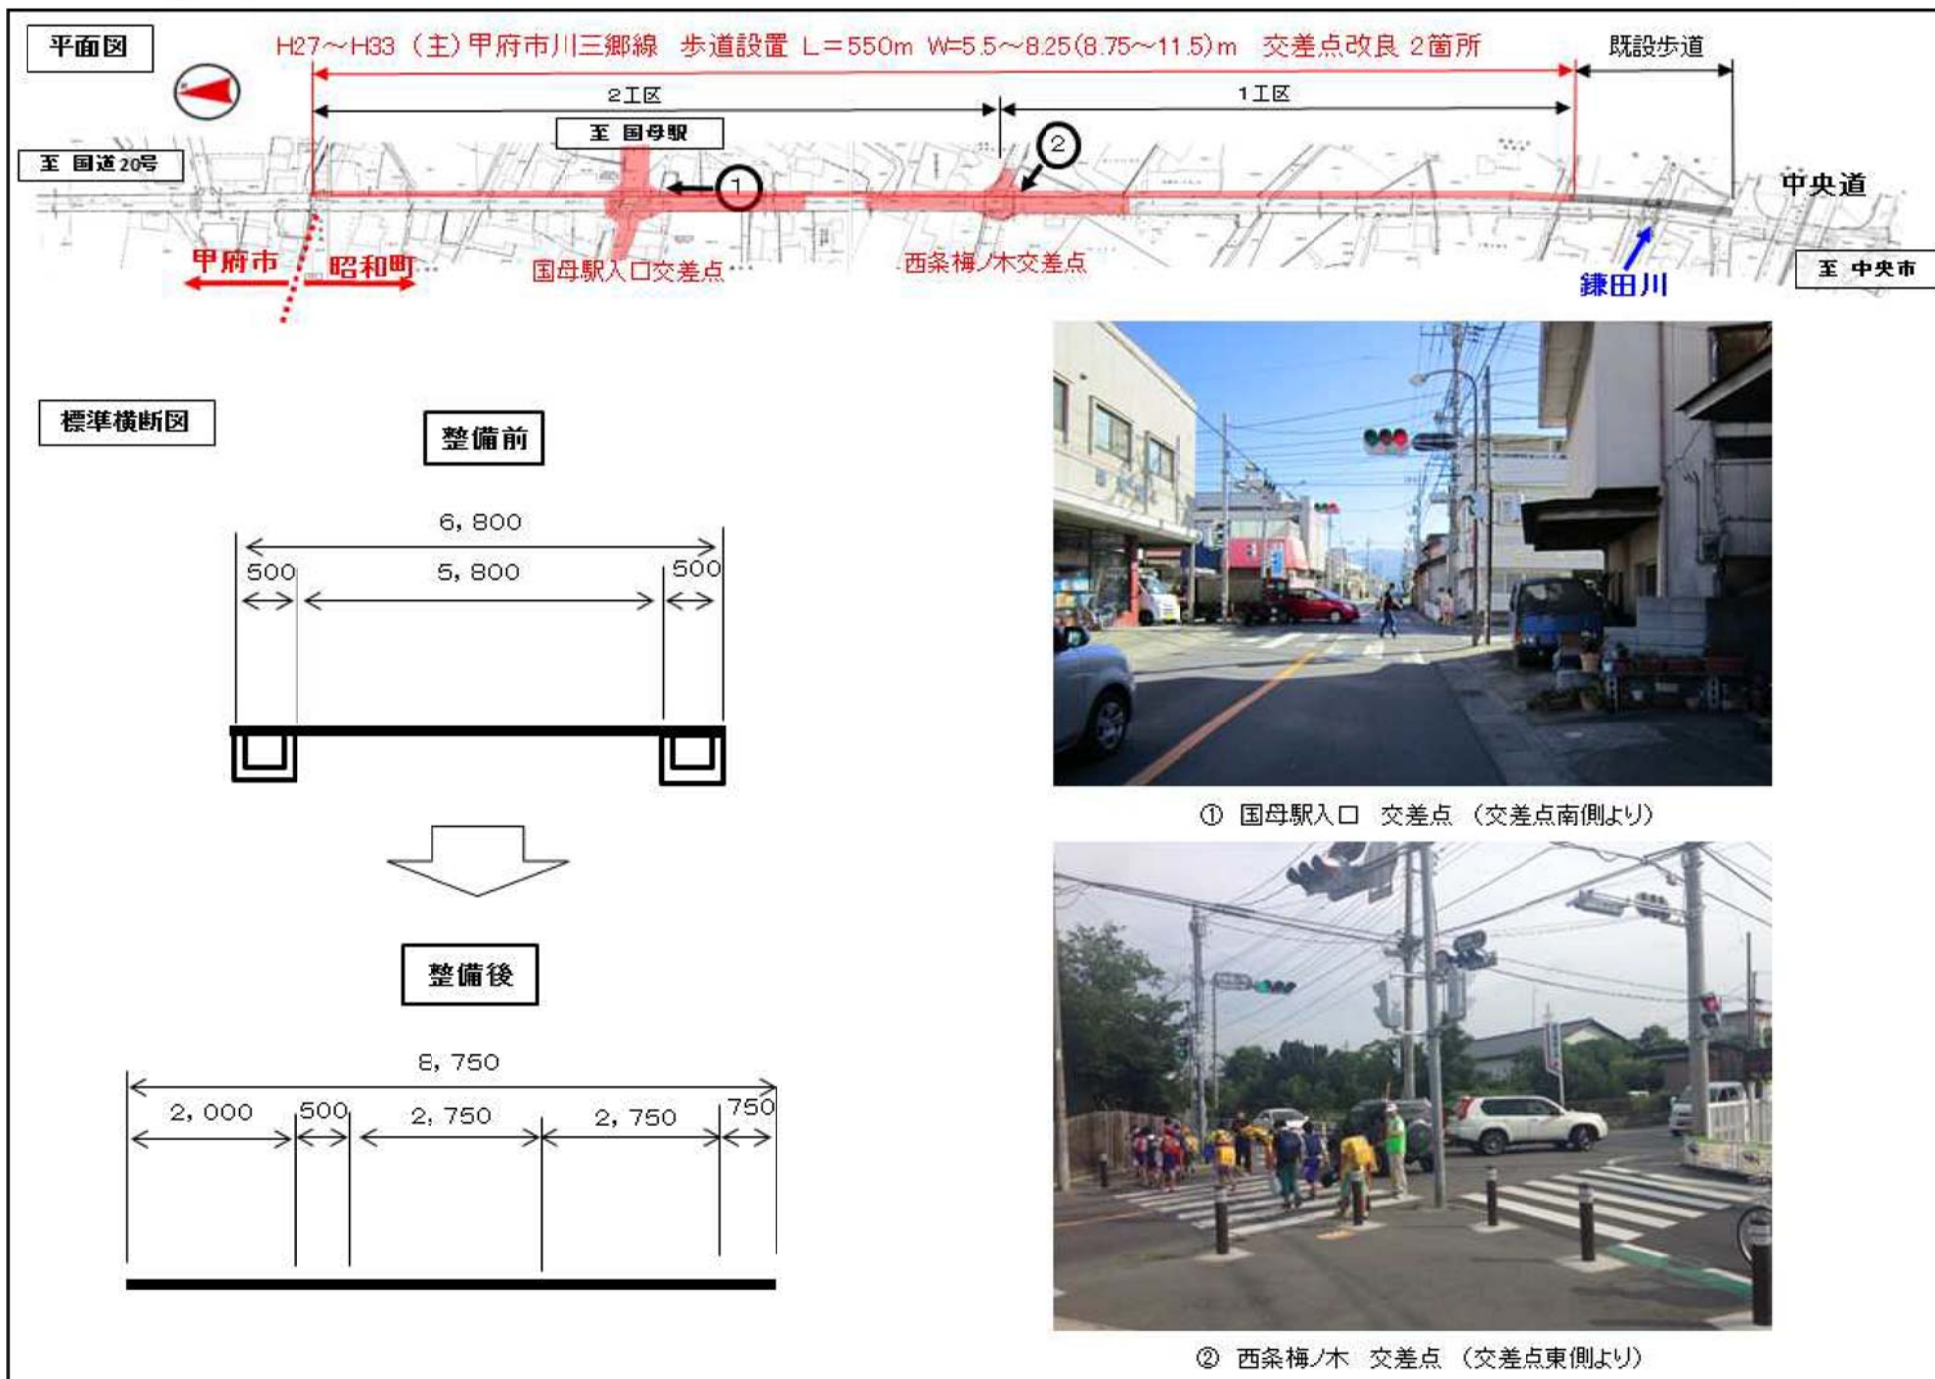 平面図
H27～H33 (主)甲府市川三郷線 歩道設置 L=550m W=5.5～8.25(8.75～11.5)m 交差点改良 2箇所
既設歩道
2工区
1工区
至 国母駅
②
至 国道20号
①
中央道
甲府市
昭和町
国母駅入口交差点
西条梅ノ木交差点
鎌田川
至 中央市
標準横断図
整備前
6,800
500
5,800
500
① 国母駅入口 交差点 (交差点南側より)
整備後
8,750
2,000
500
2,750
2,750
750
② 西条梅ノ木 交差点 (交差点東側より)